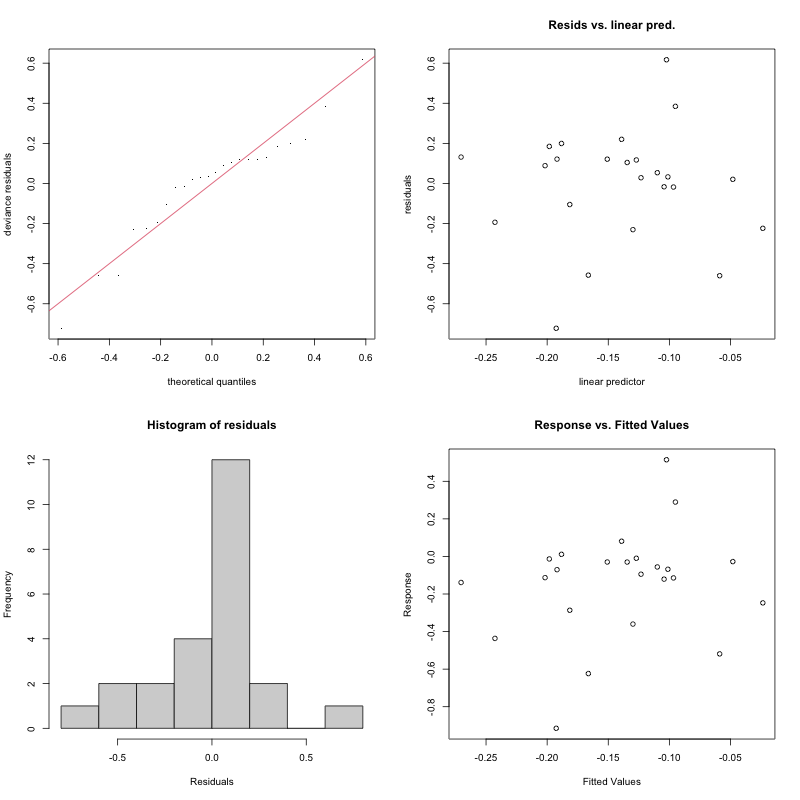 deviance residuals
-0.6 -0.4 -0.2 0.0 0.2 0.4 0.6
-0.6 -0.4 -0.2 0.0 0.2 0.4 0.6
theoretical quantiles
Resids vs. linear pred.
residuals
-0.6 -0.4 -0.2 0.0 0.2 0.4 0.6
-0.25 -0.20 -0.15 -0.10 -0.05
linear predictor
Histogram of residuals
Frequency
0 2 4 6 8 10 12
-0.5 0.0 0.5
Residuals
Response vs. Fitted Values
Response
-0.8 -0.6 -0.4 -0.2 0.0 0.2 0.4
-0.25 -0.20 -0.15 -0.10 -0.05
Fitted Values